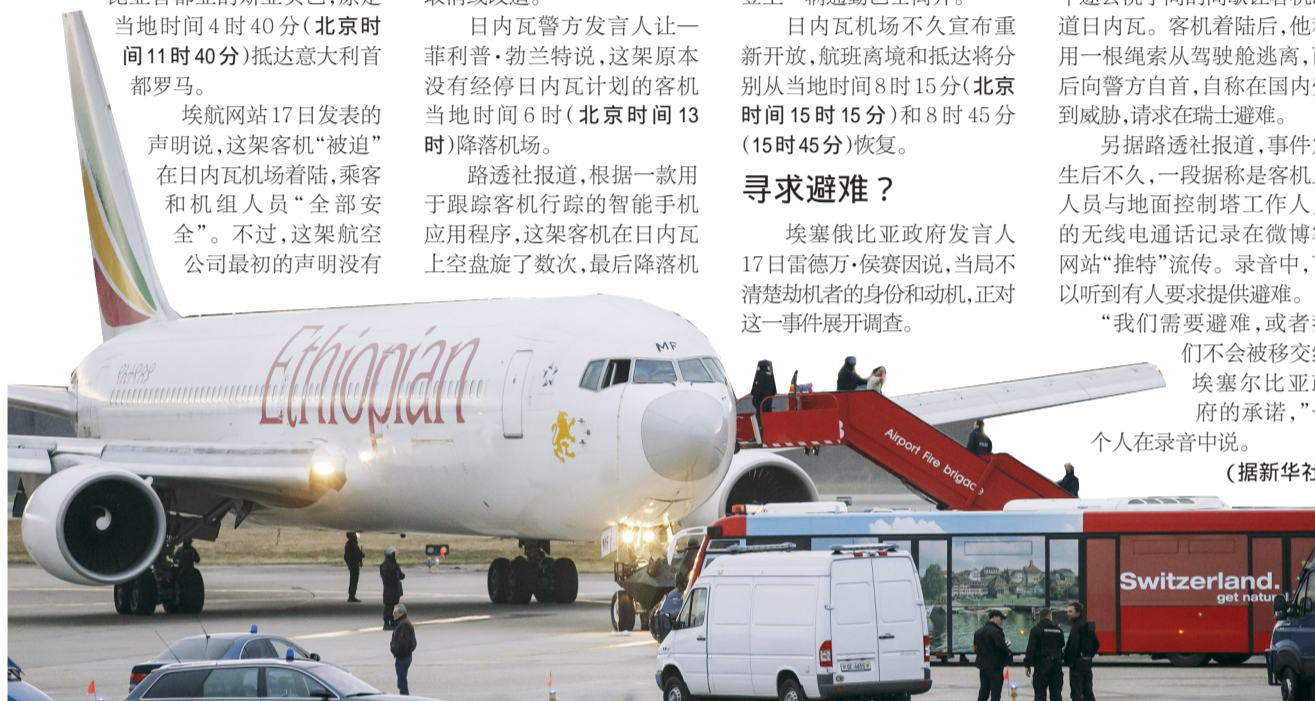 当地时间4时40分(北京时
间11时40分)抵达意大利首
都罗马。
埃航网站17日发表的
声明说,这架客机“被迫”
在日内瓦机场着陆,乘客
和机组人员“全部安
全”。不过,这架航空
公司最初的声明没有
日内瓦警方发言人让—
菲利普·勃兰特说,这架原本
没有经停日内瓦计划的客机
当地时间6时(北京时间13
时)降落机场。
路透社报道,根据一款用
于跟踪客机行踪的智能手机
应用程序,这架客机在日内瓦
上空盘旋了数次,最后降落机
日内瓦机场不久宣布重
新开放,航班离境和抵达将分
别从当地时间8时15分(北京
时间15时15分)和8时45分
(15时45分)恢复。
寻求避难?
埃塞俄比亚政府发言人
17日雷德万·侯赛因说,当局不
清楚劫机者的身份和动机,正对
这一事件展开调查。
道日内瓦。客机着陆后,他
用一根绳索从驾驶舱逃离,
后向警方自首,自称在国内
到威胁,请求在瑞士避难。
另据路透社报道,事件
生后不久,一段据称是客机
人员与地面控制塔工作人
的无线电通话记录在微博
网站“推特”流传。录音中,
以听到有人要求提供避难。
“我们需要避难,或者
们不会被移交
埃塞尔比亚
府的承诺,”
个人在录音中说。
(据新华社
Ethiopian
MF
Airport Fire brigade
Switzerland.
get natural